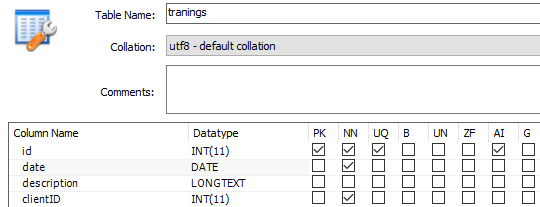 Table Name: tranings
Collation: utf8 - default collation
Comments:
Column Name Datatype PK NN UQ B UN ZF AI G
id INT(11)
date DATE
description LONGTEXT
clientID INT(11)